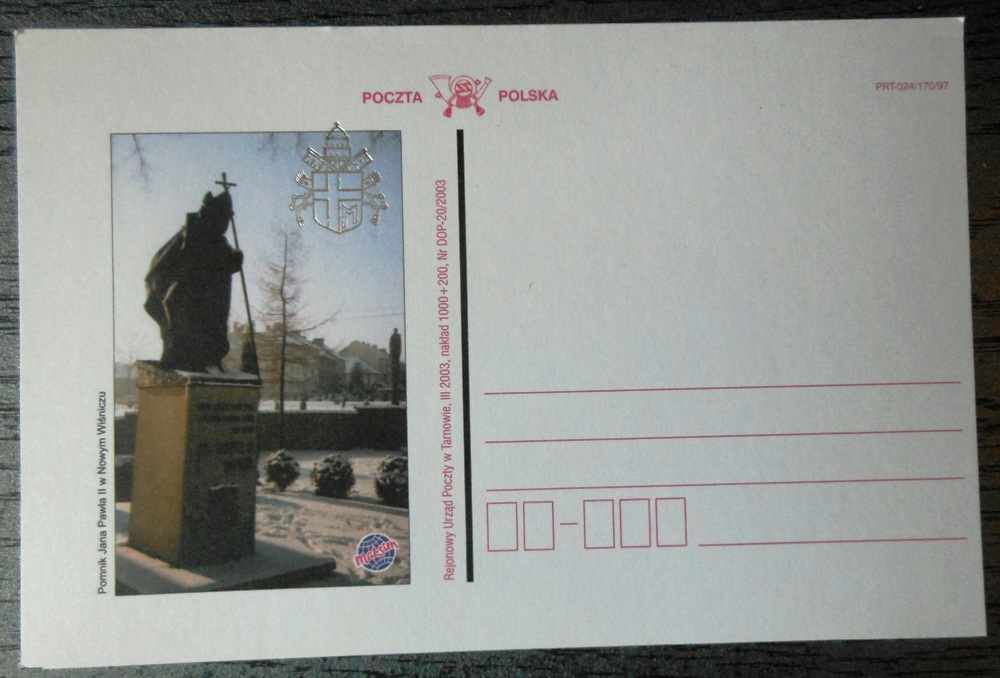 POCZTA POLSKA
PRT-024/170/97
Pomnik Jana Pawła II w Nowym Wiśniczu
maksim
Rejonowy Urząd Poczty w Tarnowie, III 2003, nakład 1000+200, Nr DOP-20/2003